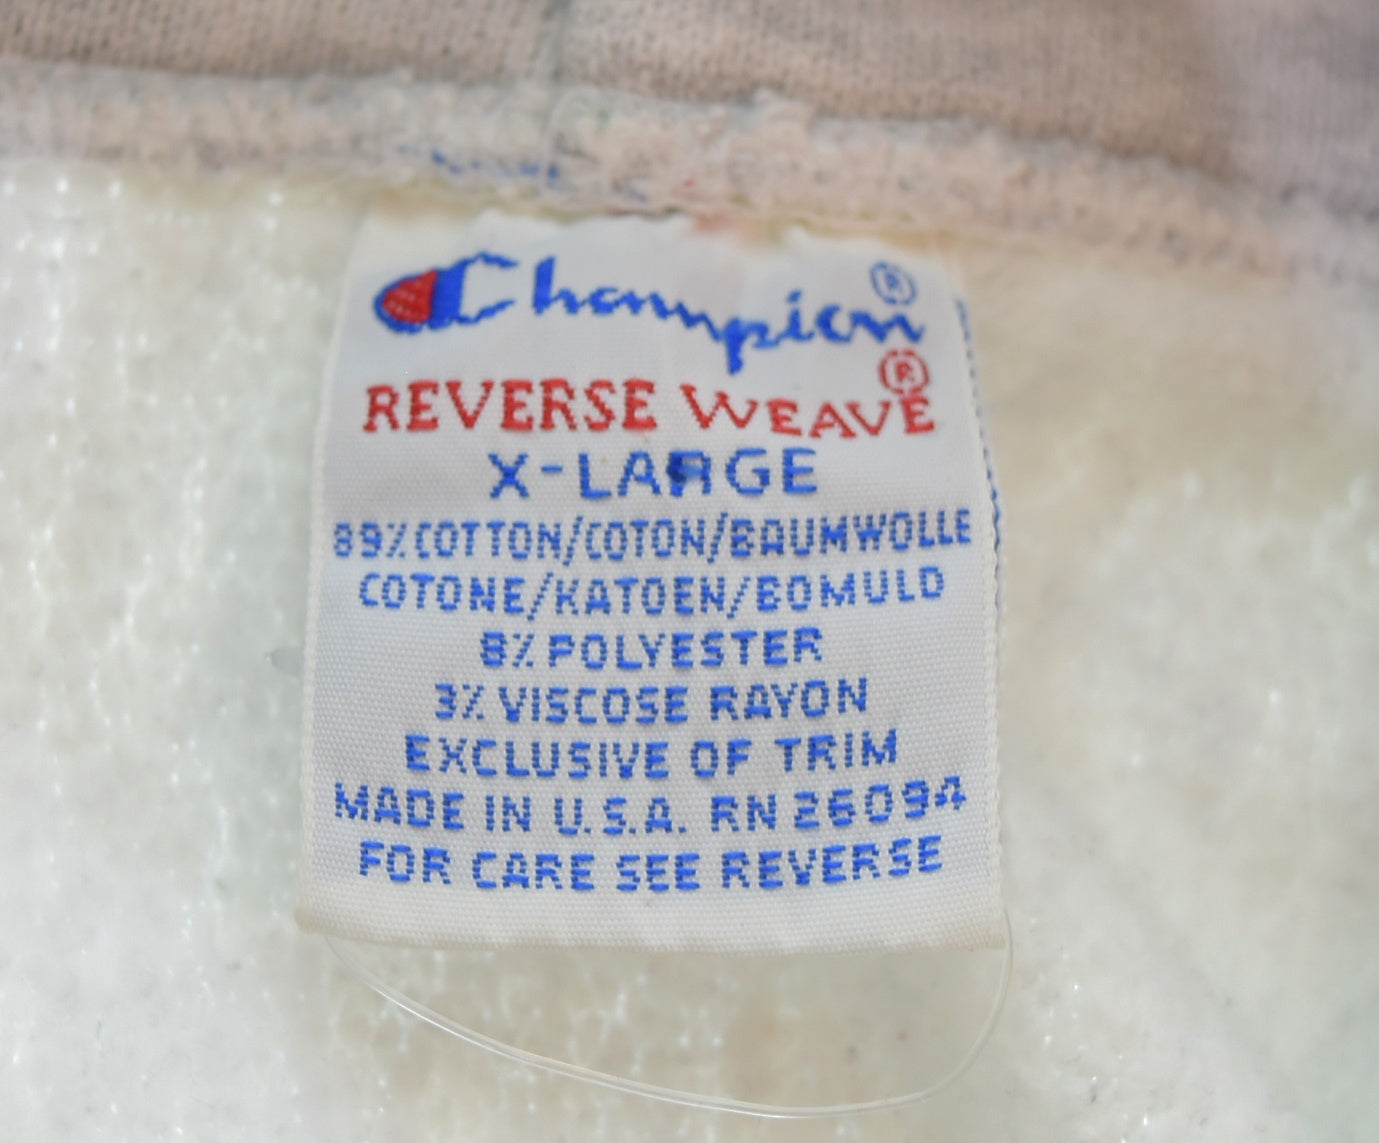 Champion®
REVERSE WEAVE®
X-LARGE
89% COTTON/COTON/BAUMWOLLE
COTONE/KATOEN/BOMULD
8% POLYESTER
3% VISCOSE RAYON
EXCLUSIVE OF TRIM
MADE IN U.S.A. RN 26094
FOR CARE SEE REVERSE